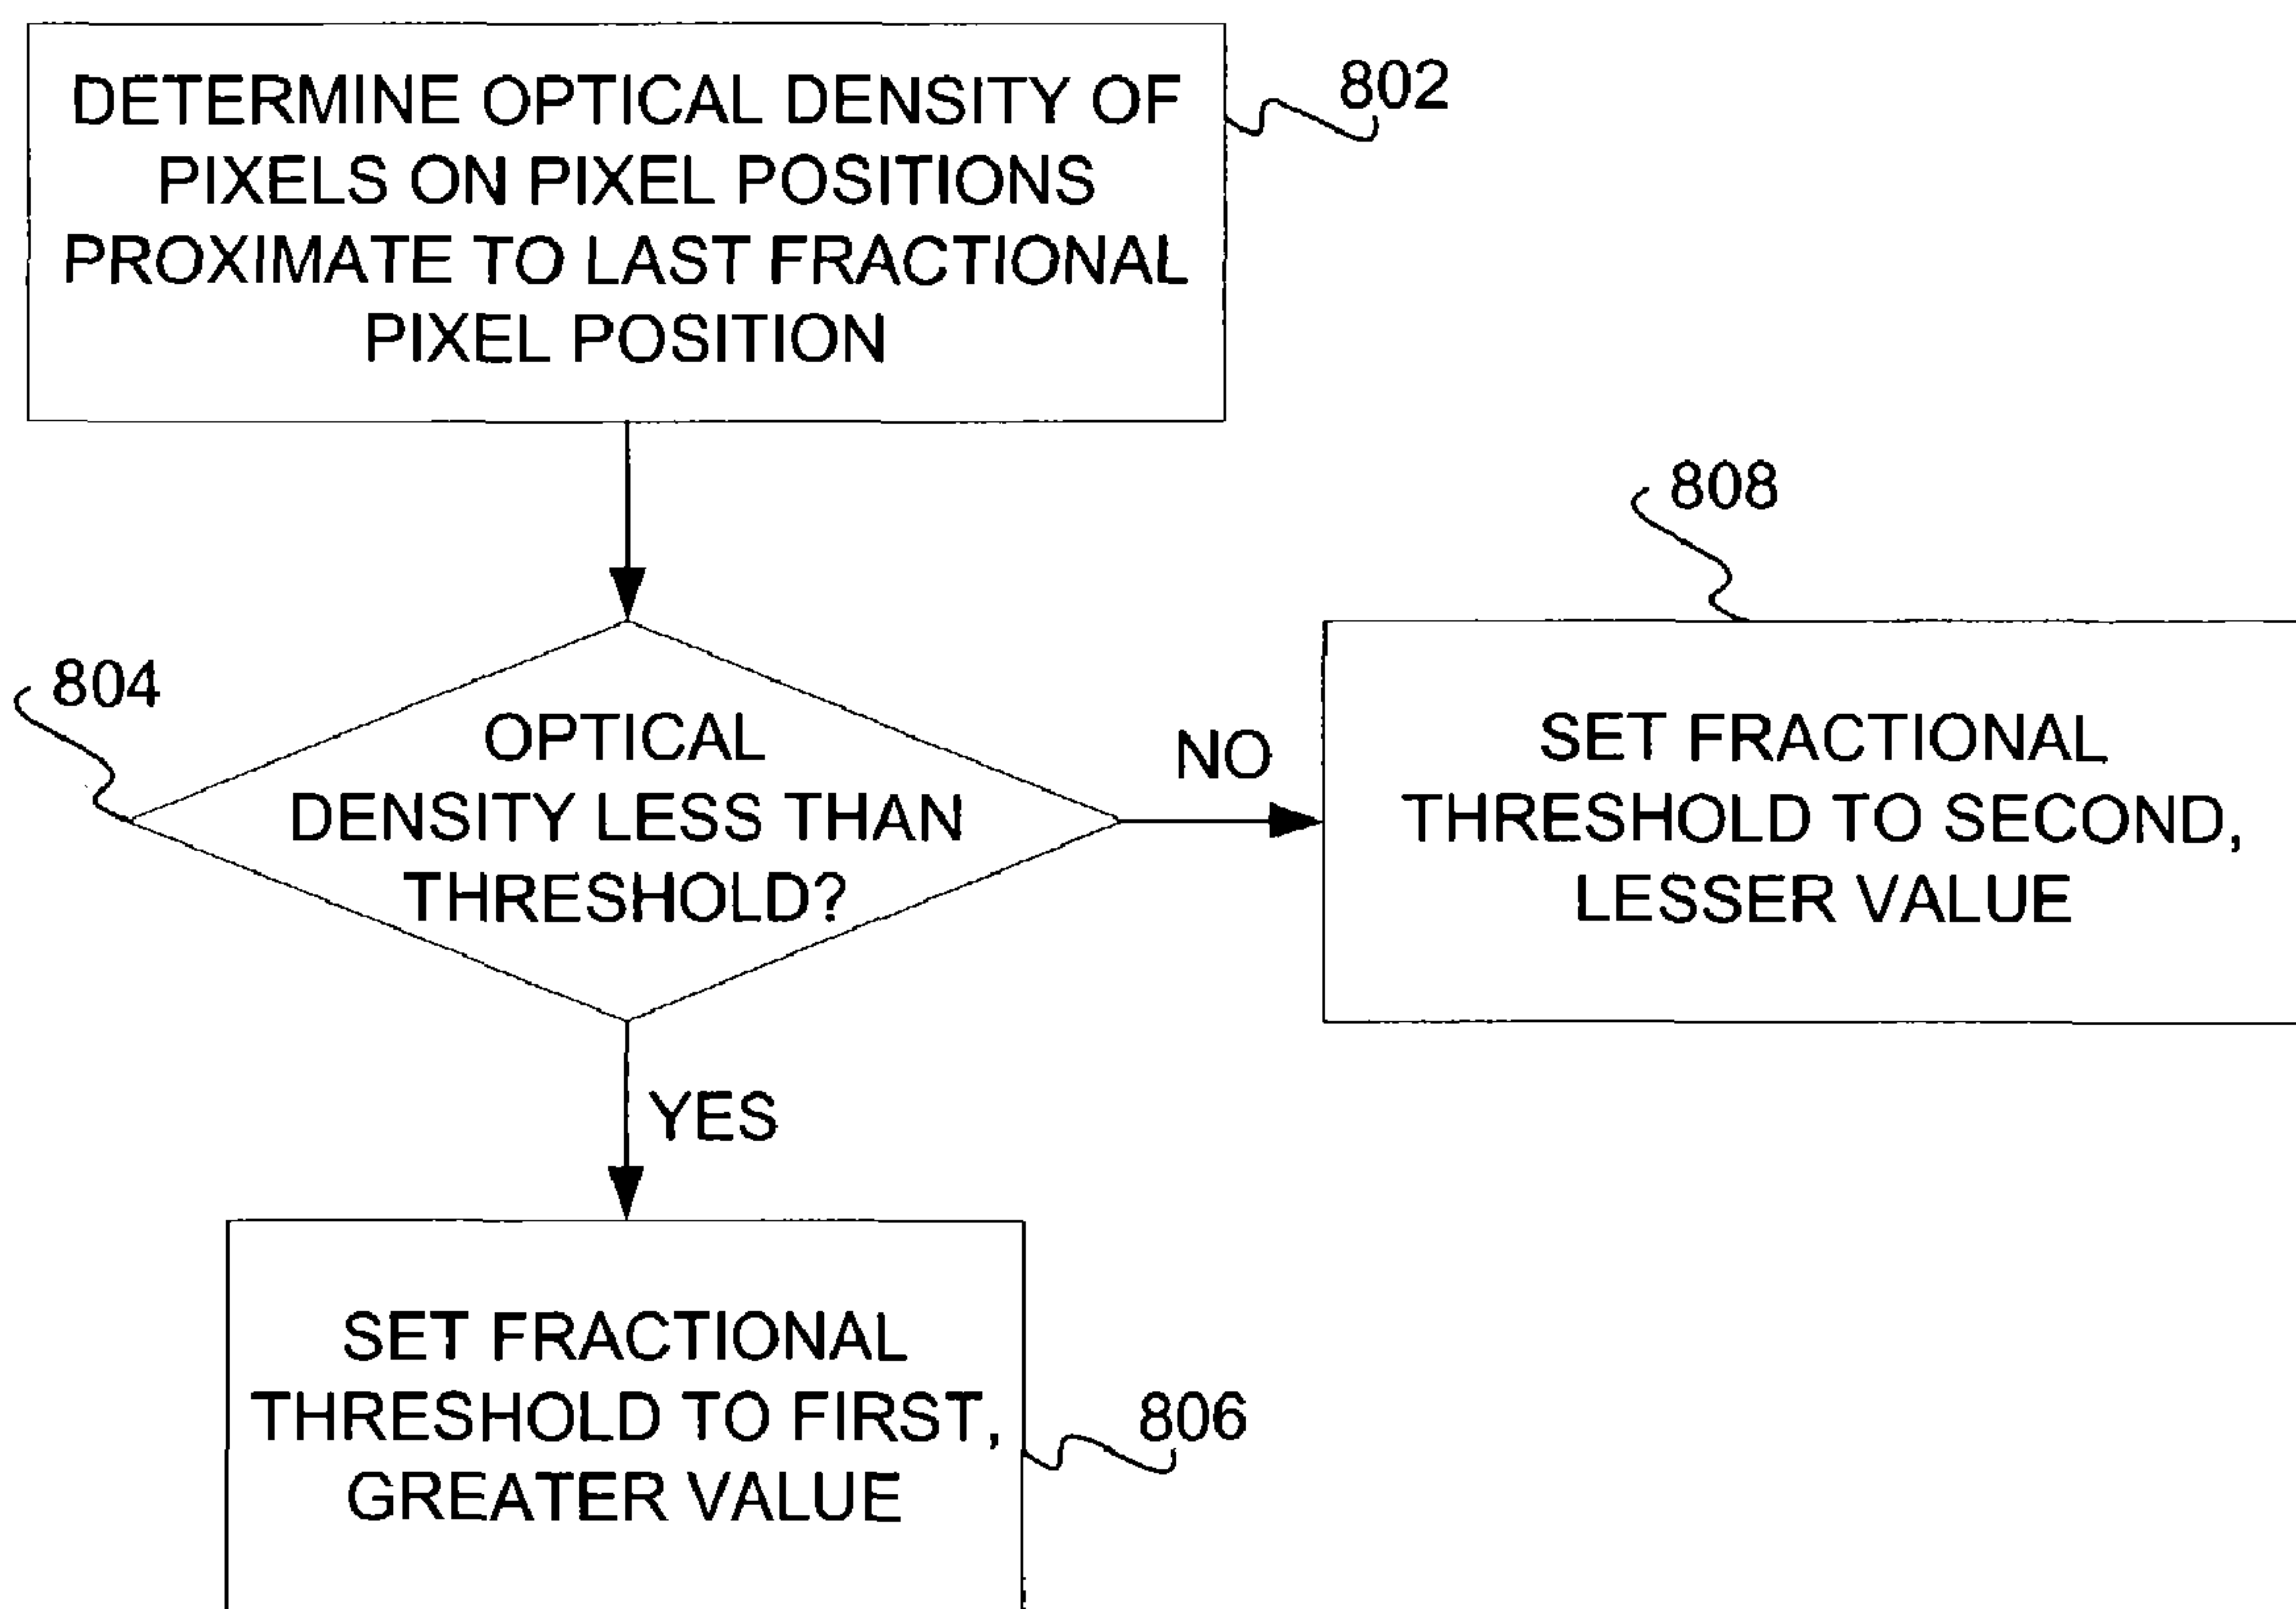 DETERMINE OPTICAL DENSITY OF
PIXELS ON PIXEL POSITIONS
PROXIMATE TO LAST FRACTIONAL
PIXEL POSITION
802
804
OPTICAL
DENSITY LESS THAN
THRESHOLD?
NO
808
SET FRACTIONAL
THRESHOLD TO SECOND,
LESSER VALUE
YES
SET FRACTIONAL
THRESHOLD TO FIRST,
GREATER VALUE
806